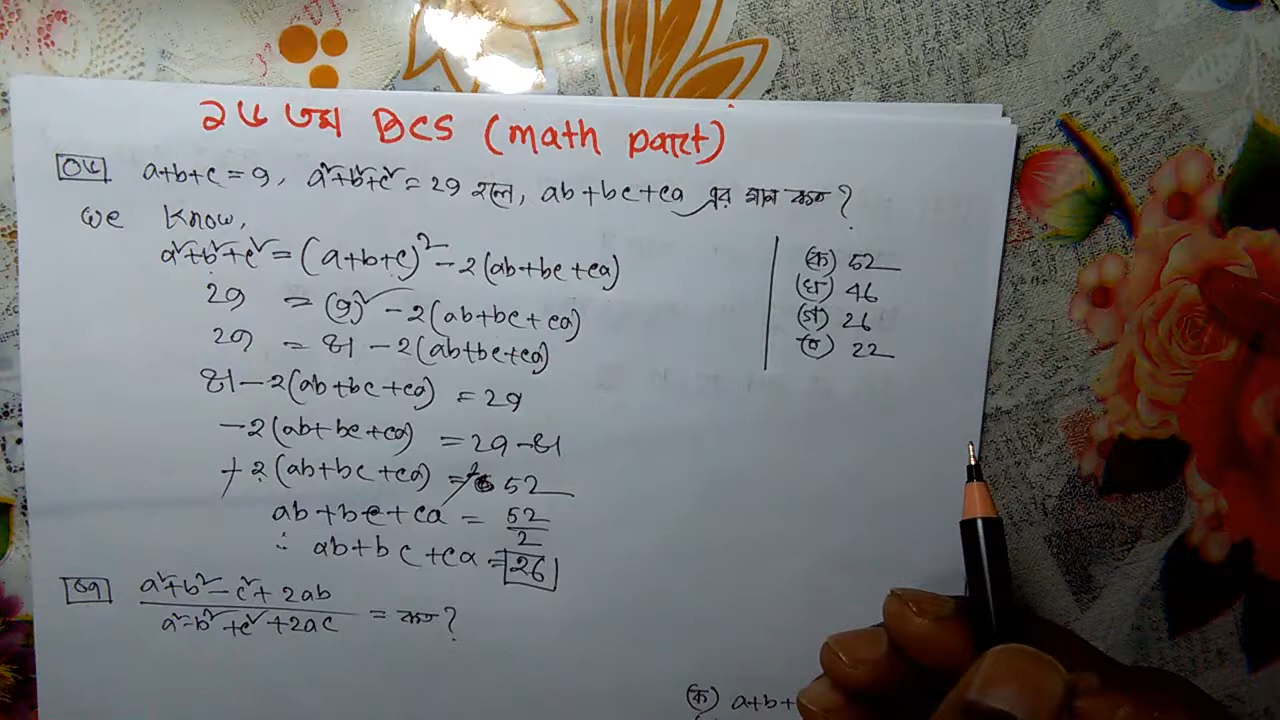 ২৬ তম BCS (math part)
০৬ a+b+c = 9, a²+b²+c² = 29 হলে, ab+bc+ca এর মান কত?
We know,
a²+b²+c² = (a+b+c)² - 2(ab+bc+ca)
29 = (9)² - 2(ab+bc+ca)
29 = 81 - 2(ab+bc+ca)
81 - 2(ab+bc+ca) = 29
-2(ab+bc+ca) = 29 - 81
+2(ab+bc+ca) = + 52
ab+bc+ca = 52/2
∴ ab+bc+ca = 26
(ক) 52
(খ) 46
(গ) 26
(ঘ) 22
০৭ a²+b²-c²+2ab / a²-b²+c²+2ac = কত?
(ক) a+b+